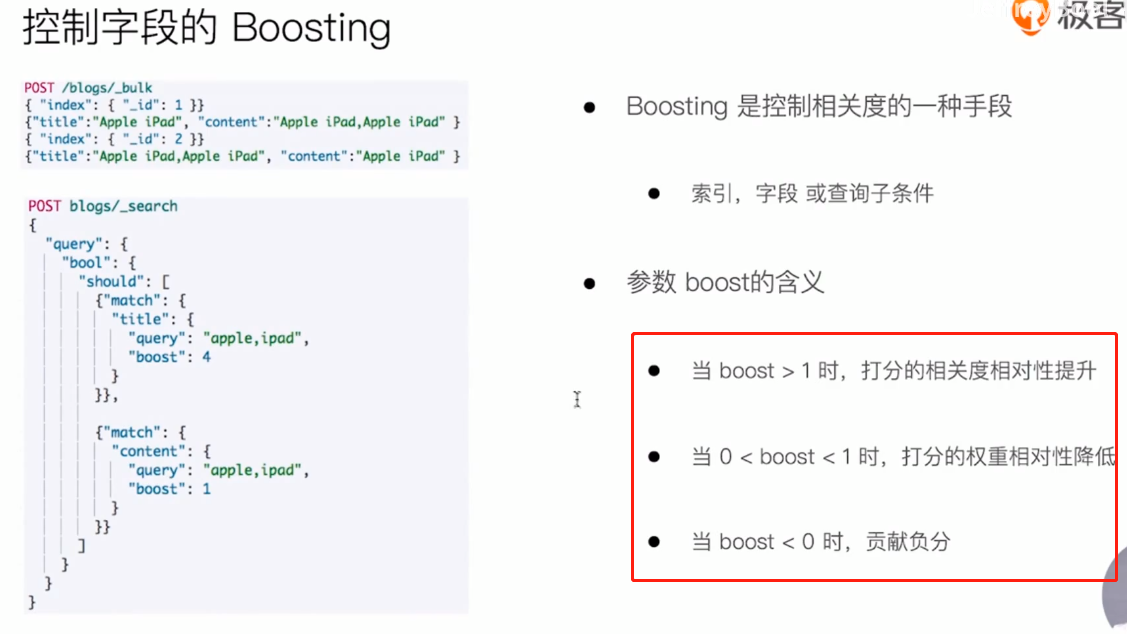 控制字段的 Boosting
极客
POST /blogs/_bulk
{ "index": { "_id": 1 }}
{"title":"Apple iPad", "content":"Apple iPad,Apple iPad" }
{ "index": { "_id": 2 }}
{"title":"Apple iPad,Apple iPad", "content":"Apple iPad" }
POST blogs/_search
{
"query": {
"bool": {
"should": [
{"match": {
"title": {
"query": "apple,ipad",
"boost": 4
}
}},
{"match": {
"content": {
"query": "apple,ipad",
"boost": 1
}
}}
]
}
}
}
● Boosting 是控制相关度的一种手段
● 索引，字段 或查询子条件
● 参数 boost的含义
● 当 boost > 1 时，打分的相关度相对性提升
● 当 0 < boost < 1 时，打分的权重相对性降低
● 当 boost < 0 时，贡献负分